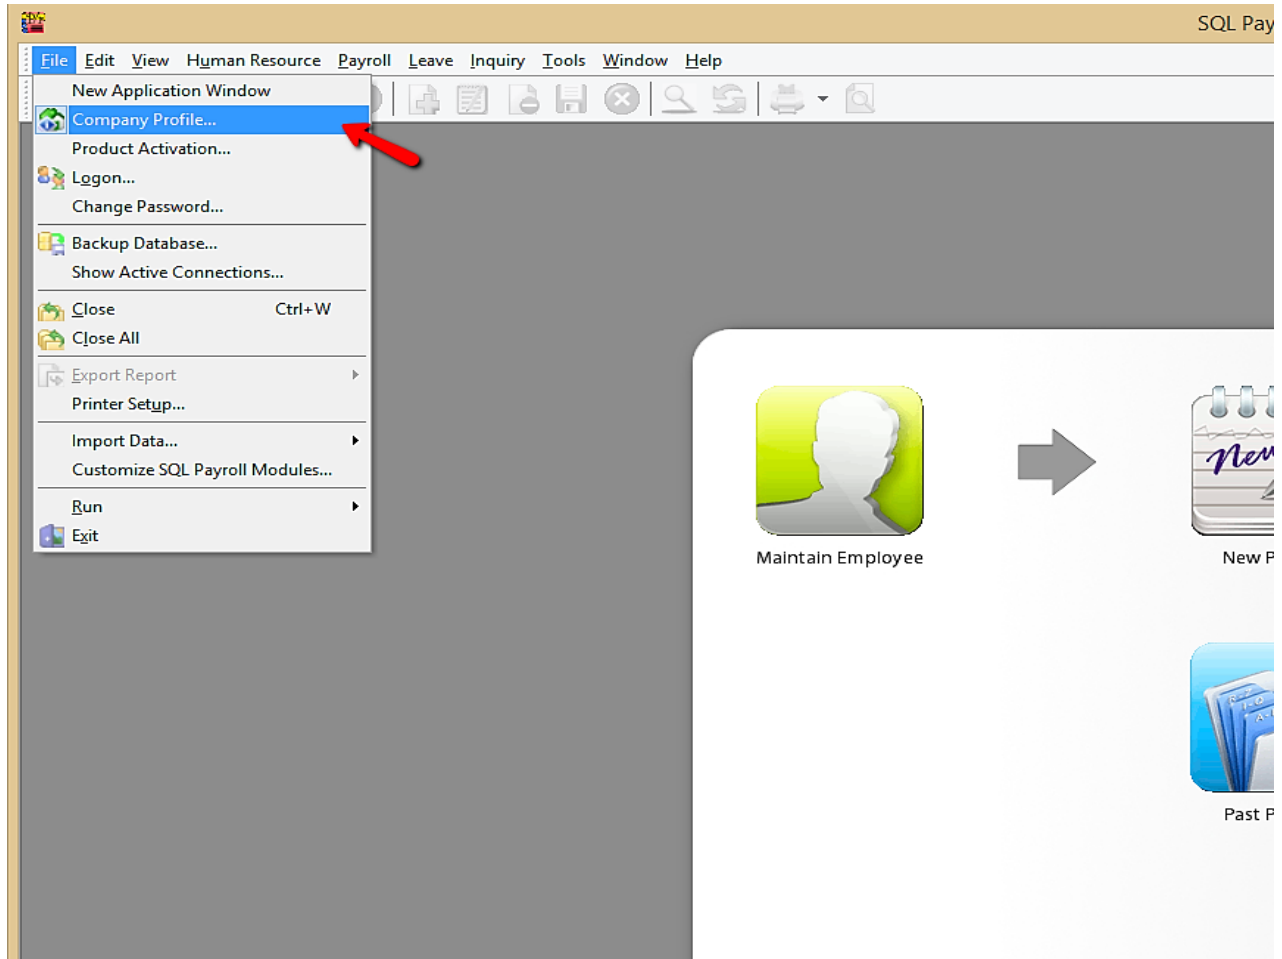 SQL Pay
File Edit View Human Resource Payroll Leave Inquiry Tools Window Help
New Application Window
Company Profile...
Product Activation...
Logon...
Change Password...
Backup Database...
Show Active Connections...
Close Ctrl+W
Close All
Export Report
Printer Setup...
Import Data...
Customize SQL Payroll Modules...
Run
Exit
Maintain Employee
New P
Past P